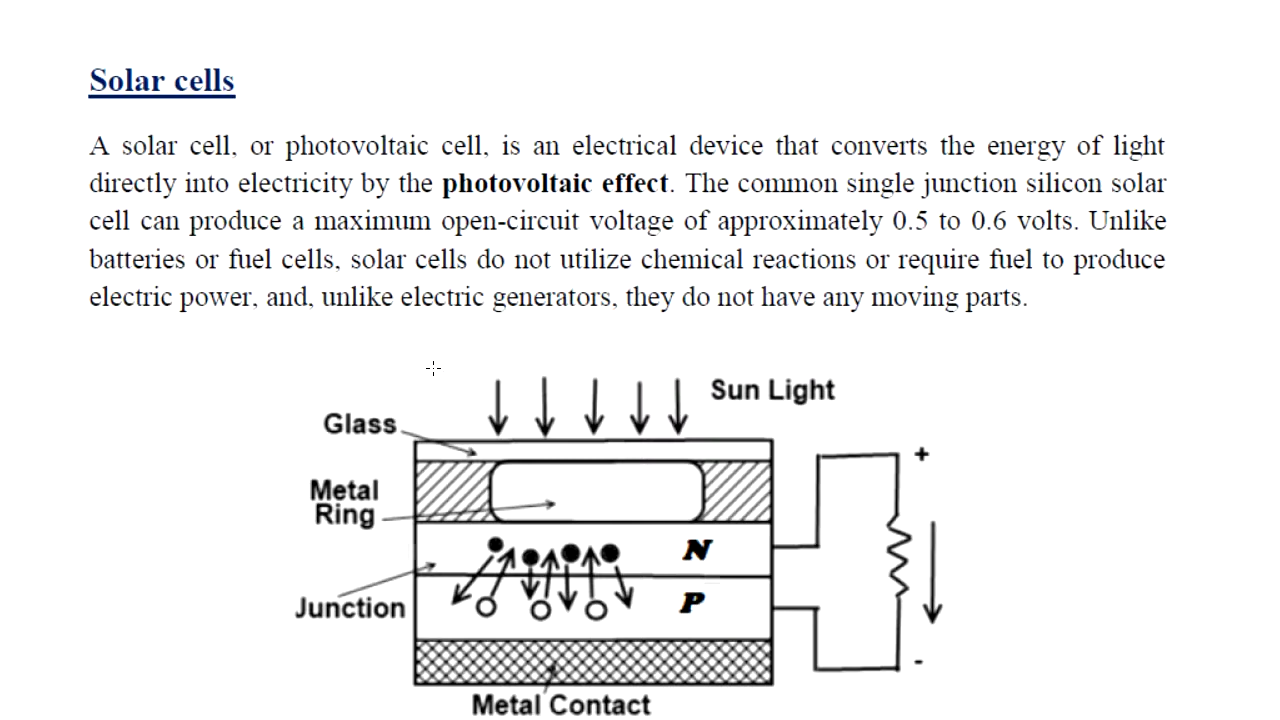 Solar cells
A solar cell, or photovoltaic cell, is an electrical device that converts the energy of light
directly into electricity by the photovoltaic effect. The common single junction silicon solar
cell can produce a maximum open-circuit voltage of approximately 0.5 to 0.6 volts. Unlike
batteries or fuel cells, solar cells do not utilize chemical reactions or require fuel to produce
electric power, and, unlike electric generators, they do not have any moving parts.
Sun Light
Glass
+
Metal
Ring
N
Junction
P
-
Metal Contact